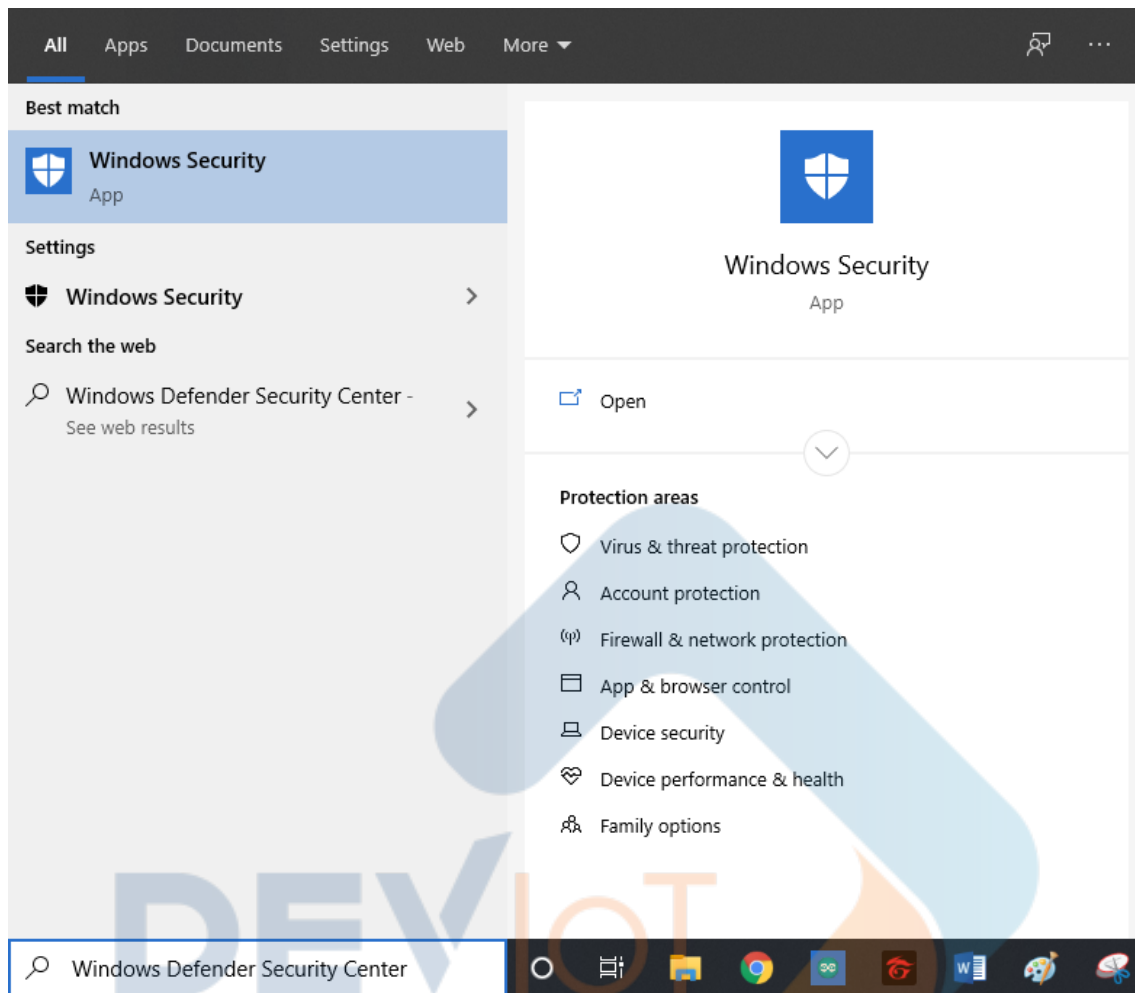 All Apps Documents Settings Web More
Best match
Windows Security
App
Settings
Windows Security
Search the web
Windows Defender Security Center -
See web results
Windows Security
App
Open
Protection areas
Virus & threat protection
Account protection
Firewall & network protection
App & browser control
Device security
Device performance & health
Family options
DEVIoT
Windows Defender Security Center